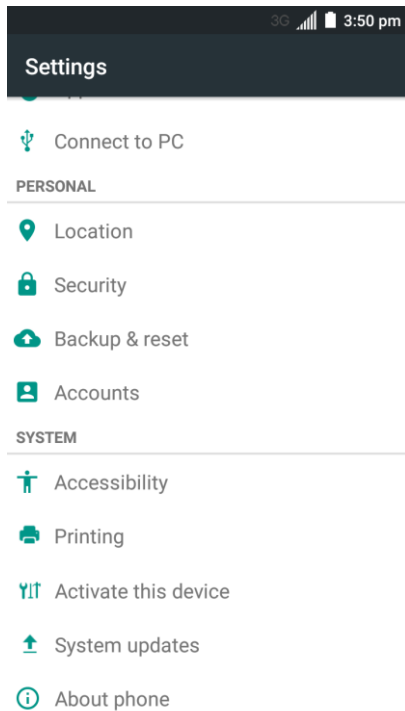 3G 3:50 pm
Settings
Connect to PC
PERSONAL
Location
Security
Backup & reset
Accounts
SYSTEM
Accessibility
Printing
Activate this device
System updates
About phone